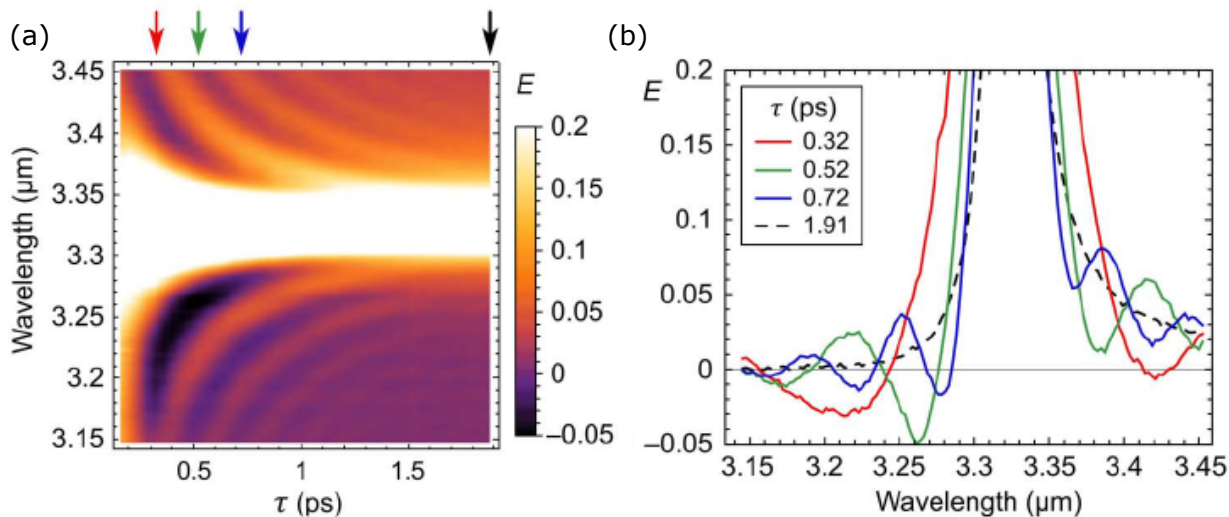 (a)
3.45
3.40
3.35
3.3
3.25
3.2
3.15
Wavelength (μm)
0.5
1
1.5
τ (ps)
E
0.2
0.15
0.1
0.05
0
−0.05
(b)
E
0.2
0.15
0.1
0.05
0
−0.05
τ (ps)
0.32
0.52
0.72
1.91
3.15 3.2 3.25 3.3 3.35 3.4 3.45
Wavelength (μm)